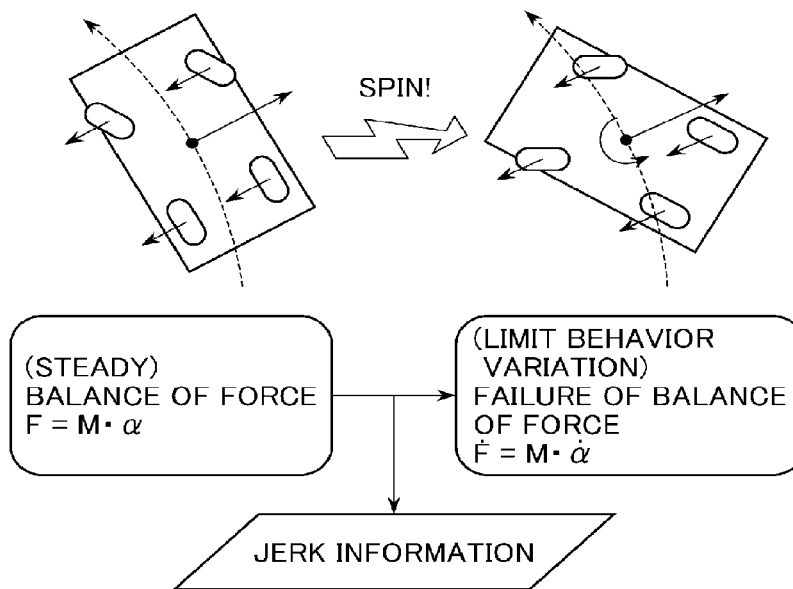 SPIN!
(STEADY)
BALANCE OF FORCE
F = M・α
(LIMIT BEHAVIOR
VARIATION)
FAILURE OF BALANCE
OF FORCE
Ḟ = M・α̇
JERK INFORMATION